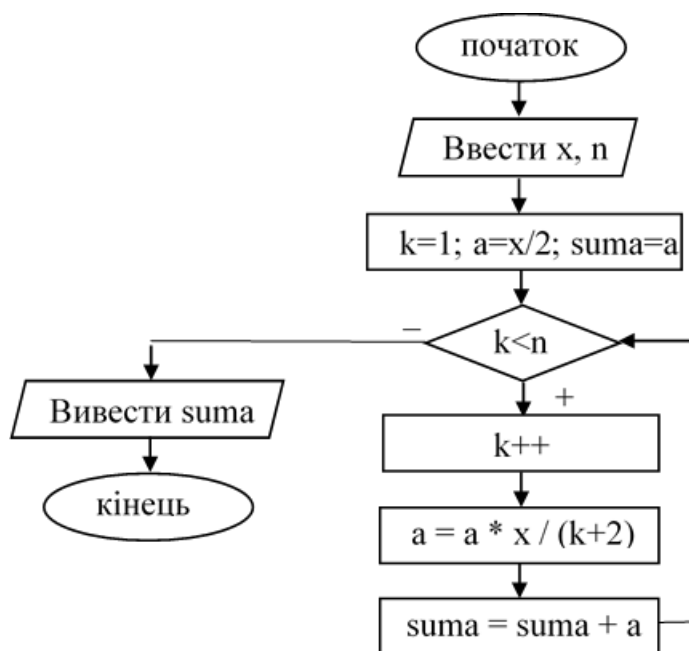 початок
Ввести x, n
k=1; a=x/2; suma=a
k<n
–
+
Вивести suma
k++
кінець
a = a * x / (k+2)
suma = suma + a